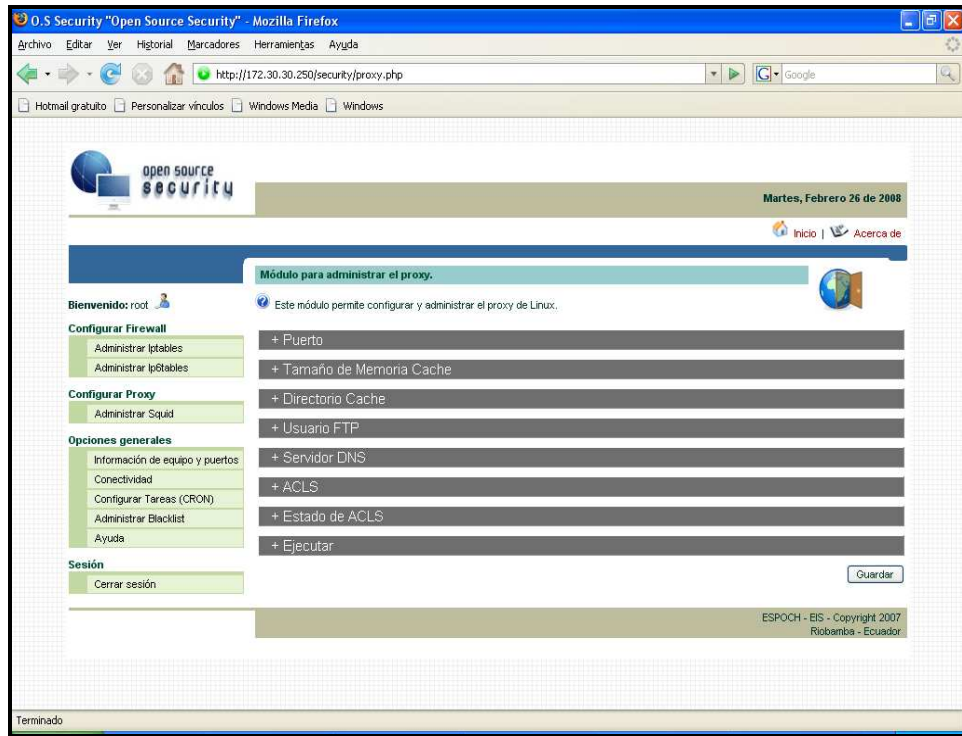 O.S Security "Open Source Security" - Mozilla Firefox
Archivo Editar Ver Historial Marcadores Herramientas Ayuda
http://172.30.30.250/security/proxy.php
G Google
Hotmail gratuito Personalizar vínculos Windows Media Windows
open source
security
Martes, Febrero 26 de 2008
Inicio | Acerca de
Módulo para administrar el proxy.
Bienvenido: root
Este módulo permite configurar y administrar el proxy de Linux.
Configurar Firewall
Administrar Iptables
Administrar Ip6tables
Configurar Proxy
Administrar Squid
Opciones generales
Información de equipo y puertos
Conectividad
Configurar Tareas (CRON)
Administrar Blacklist
Ayuda
Sesión
Cerrar sesión
+ Puerto
+ Tamaño de Memoria Cache
+ Directorio Cache
+ Usuario FTP
+ Servidor DNS
+ ACLS
+ Estado de ACLS
+ Ejecutar
Guardar
ESPOCH - EIS - Copyright 2007
Riobamba - Ecuador
Terminado